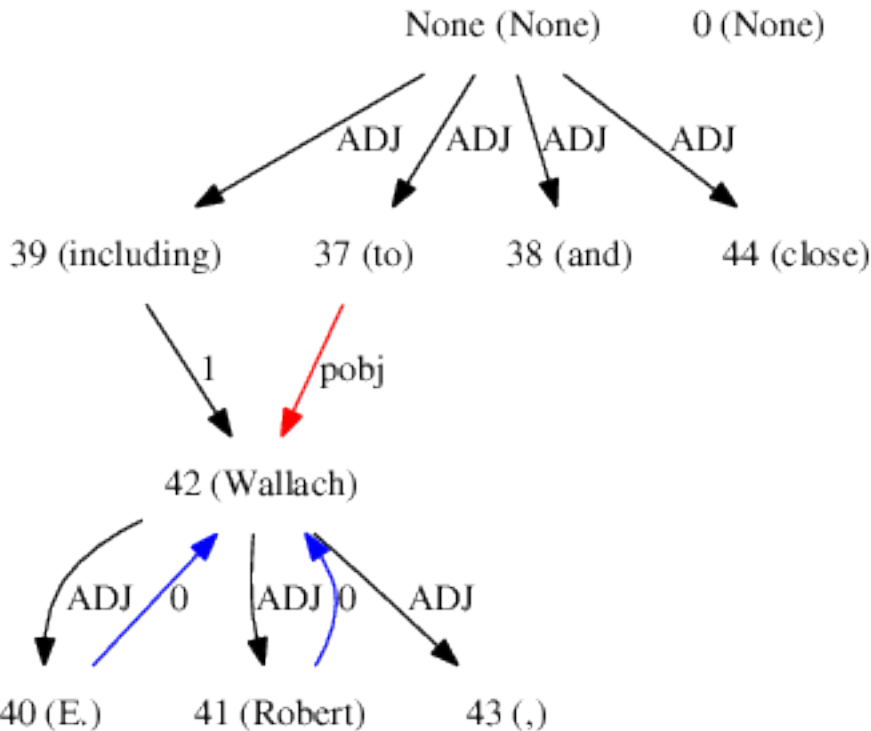 None (None) 0 (None)
ADJ ADJ ADJ ADJ
39 (including) 37 (to) 38 (and) 44 (close)
1 pobj
42 (Wallach)
ADJ 0 ADJ 0 ADJ
40 (E.) 41 (Robert) 43 (,)